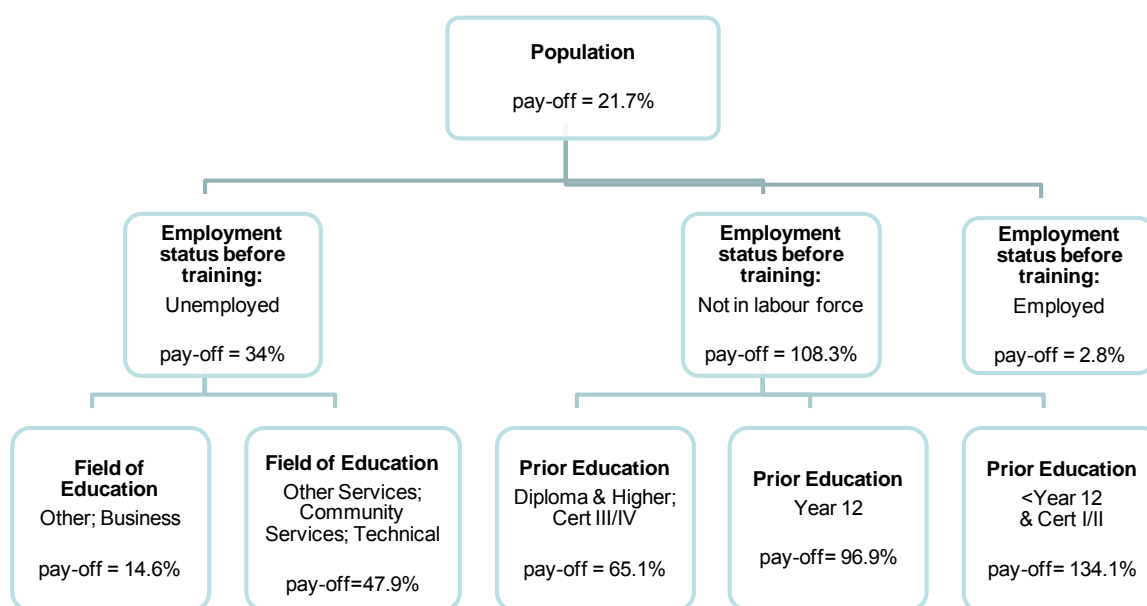 Population
pay-off = 21.7%
Employment
status before
training:
Unemployed
pay-off = 34%
Employment
status before
training:
Not in labour force
pay-off = 108.3%
Employment
status before
training:
Employed
pay-off = 2.8%
Field of
Education
Other; Business
pay-off = 14.6%
Field of Education
Other Services;
Community
Services; Technical
pay-off=47.9%
Prior Education
Diploma & Higher;
Cert III/IV
pay-off = 65.1%
Prior Education
Year 12
pay-off= 96.9%
Prior Education
<Year 12
& Cert I/II
pay-off= 134.1%